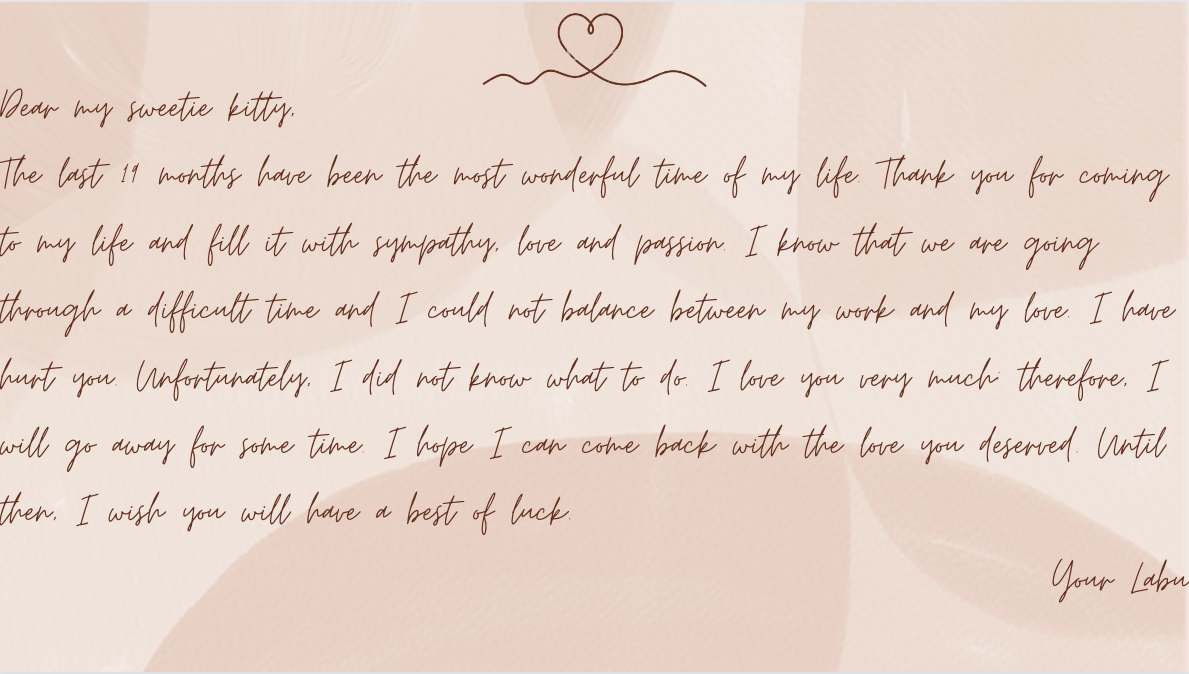 Dear my sweetie kitty,
The last 19 months have been the most wonderful time of my life. Thank you for coming
to my life and fill it with sympathy, love and passion. I know that we are going
through a difficult time and I could not balance between my work and my love. I have
hurt you. Unfortunately, I did not know what to do. I love you very much; therefore, I
will go away for some time. I hope I can come back with the love you deserved. Until
then, I wish you will have a best of luck.
Your Labu